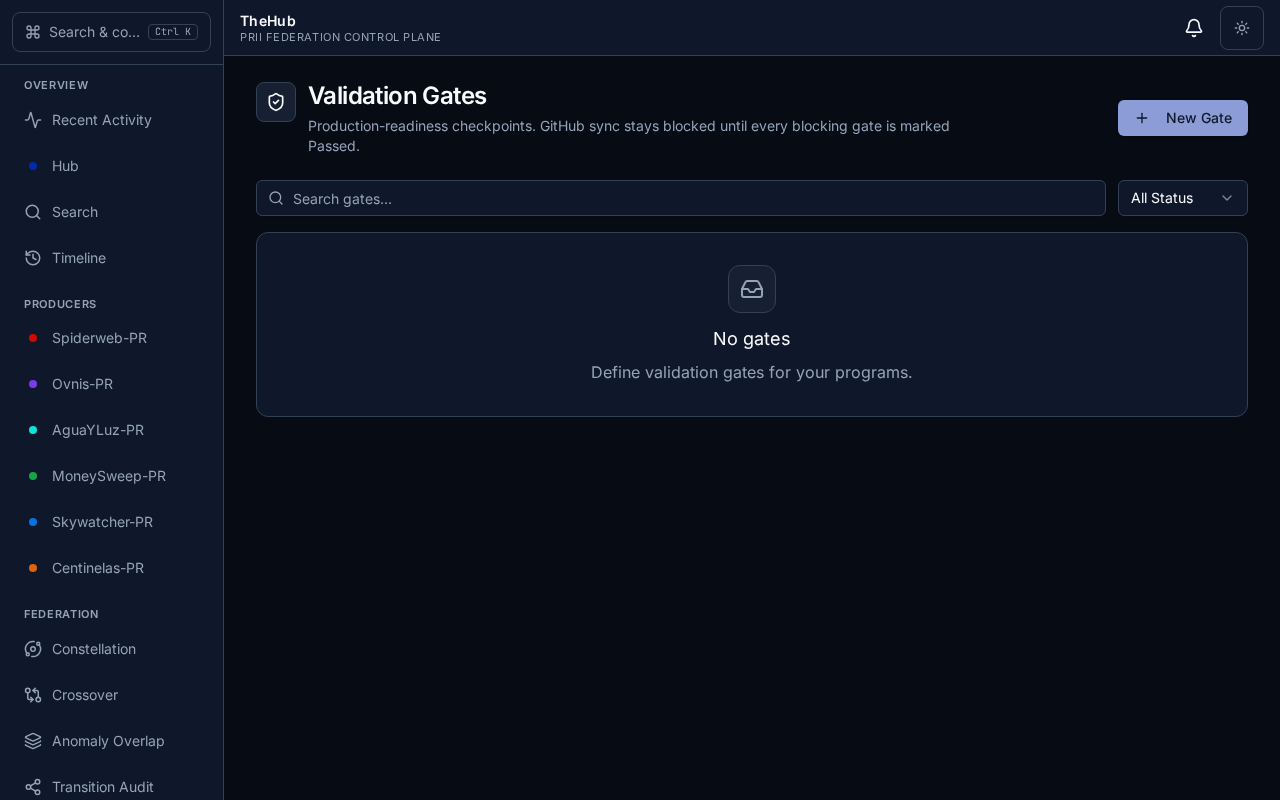 Search & co...
Ctrl K
OVERVIEW
Recent Activity
Hub
Search
Timeline
PRODUCERS
Spiderweb-PR
Ovnis-PR
AguaYLuz-PR
MoneySweep-PR
Skywatcher-PR
Centinelas-PR
FEDERATION
Constellation
Crossover
Anomaly Overlap
Transition Audit
TheHub
PRII FEDERATION CONTROL PLANE
Validation Gates
Production-readiness checkpoints. GitHub sync stays blocked until every blocking gate is marked
Passed.
New Gate
Search gates...
All Status
No gates
Define validation gates for your programs.